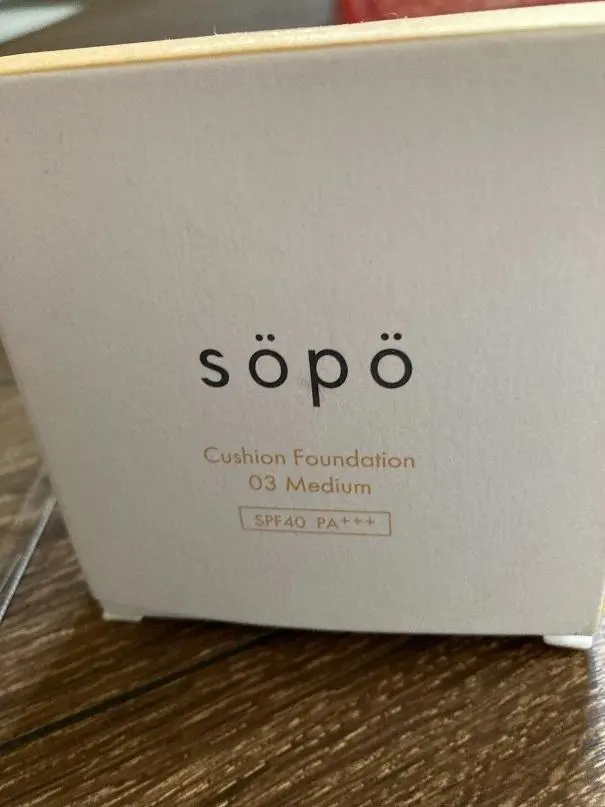 söpö
Cushion Foundation
03 Medium
SPF40 PA+++